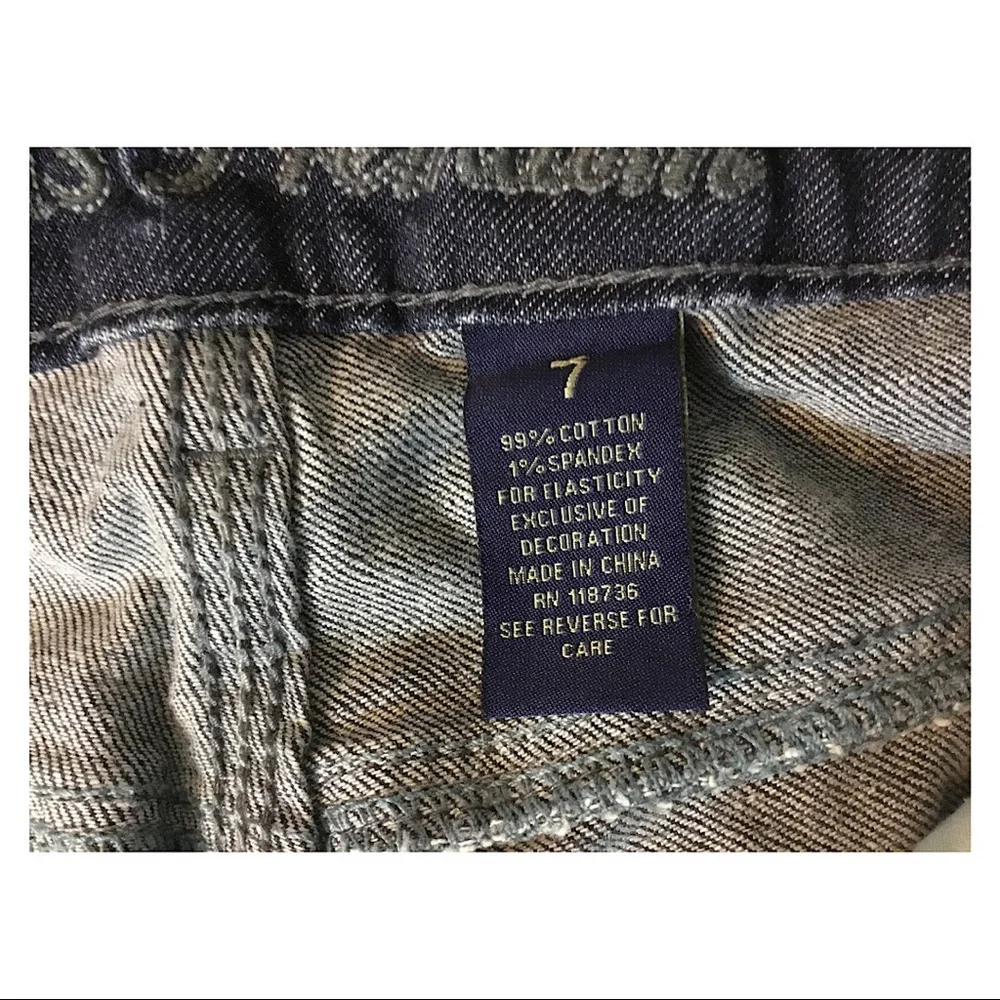 7
99% COTTON
1% SPANDEX
FOR ELASTICITY
EXCLUSIVE OF
DECORATION
MADE IN CHINA
RN 118736
SEE REVERSE FOR
CARE